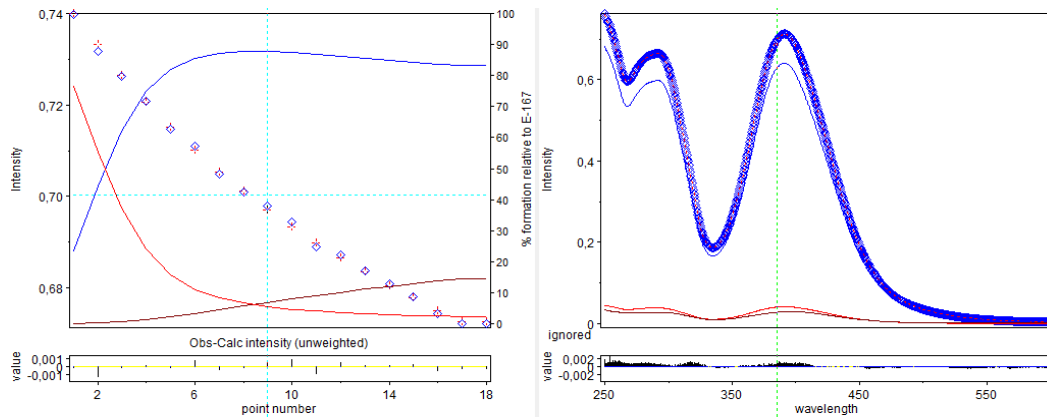 0,74
0,72
0,70
0,68
Intensity
100
90
80
70
60
50
40
30
20
10
0
% formation relative to E-167
Obs-Calc intensity (unweighted)
0.001
0
-0.001
value
2 4 6 8 10 12 14 16 18
point number
0,6
0,4
0,2
0
Intensity
ignored
0.002
0
-0.002
value
250 350 450 550
wavelength